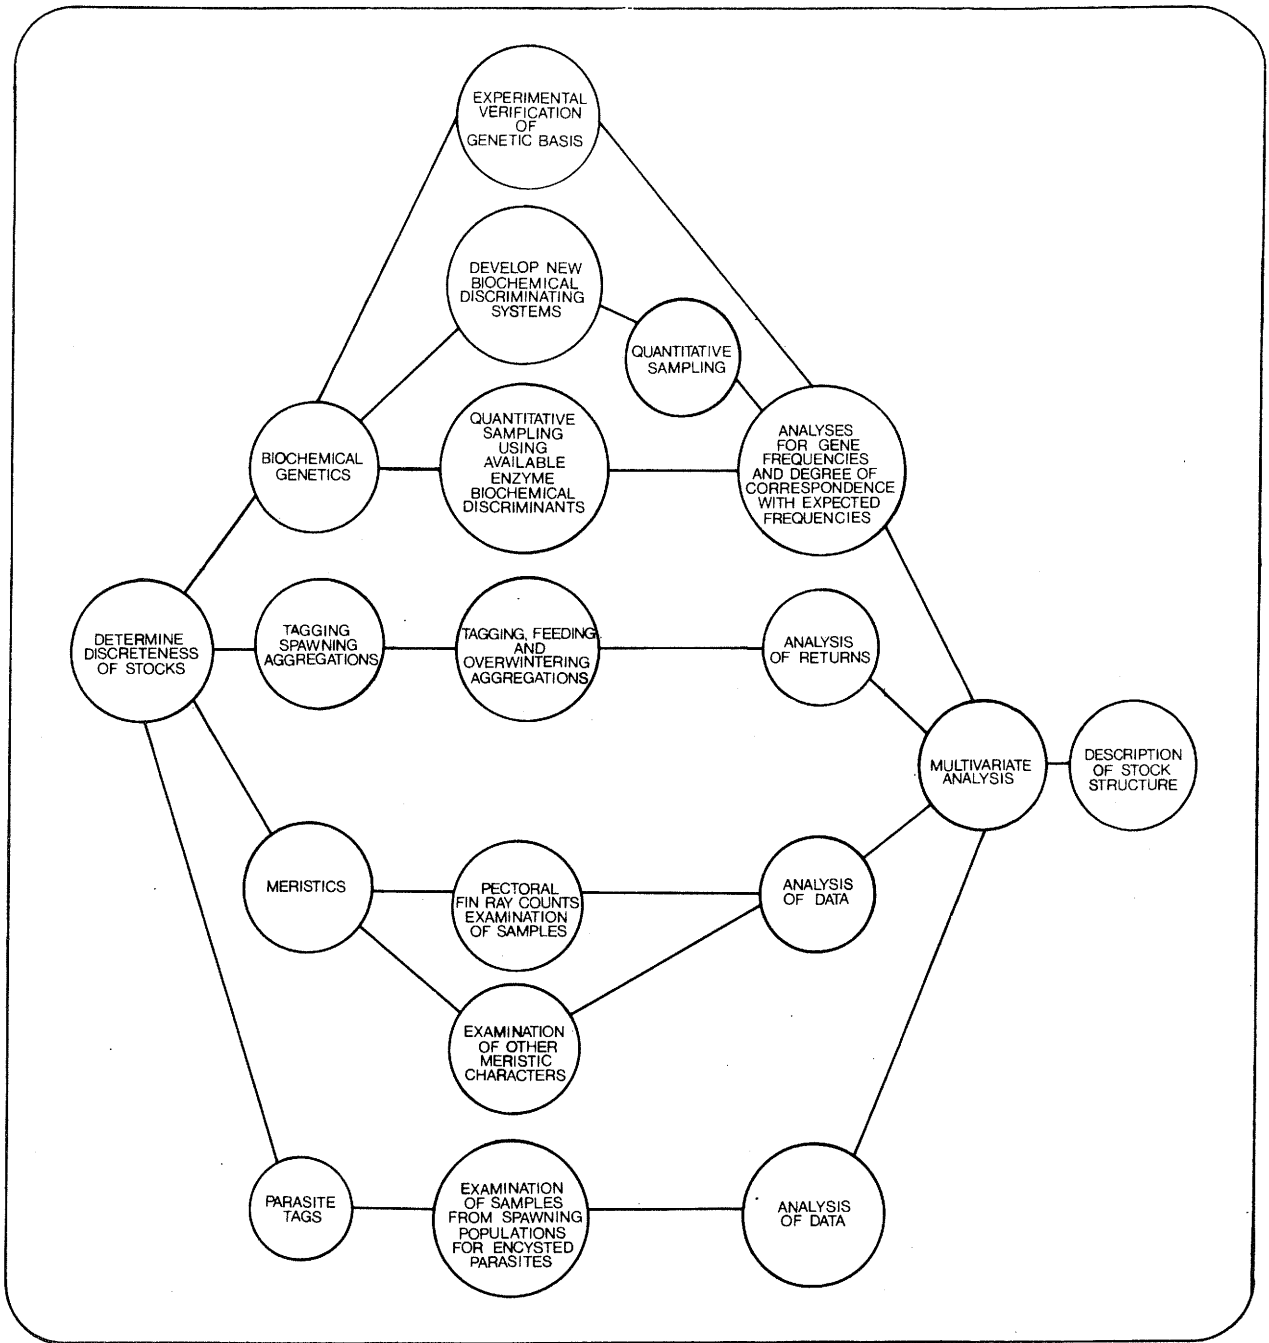 EXPERIMENTAL
VERIFICATION
OF
GENETIC BASIS
DEVELOP NEW
BIOCHEMICAL
DISCRIMINATING
SYSTEMS
QUANTITATIVE
SAMPLING
BIOCHEMICAL
GENETICS
QUANTITATIVE
SAMPLING
USING
AVAILABLE
ENZYME
BIOCHEMICAL
DISCRIMINANTS
ANALYSES
FOR GENE
FREQUENCIES
AND DEGREE OF
CORRESPONDENCE
WITH EXPECTED
FREQUENCIES
DETERMINE
DISCRETENESS
OF STOCKS
TAGGING
SPAWNING
AGGREGATIONS
TAGGING, FEEDING
AND
OVERWINTERING
AGGREGATIONS
ANALYSIS
OF RETURNS
MULTIVARIATE
ANALYSIS
DESCRIPTION
OF STOCK
STRUCTURE
MERISTICS
PECTORAL
FIN RAY COUNTS
EXAMINATION
OF SAMPLES
ANALYSIS
OF DATA
EXAMINATION
OF OTHER
MERISTIC
CHARACTERS
PARASITE
TAGS
EXAMINATION
OF SAMPLES
FROM SPAWNING
POPULATIONS
FOR ENCYSTED
PARASITES
ANALYSIS
OF DATA